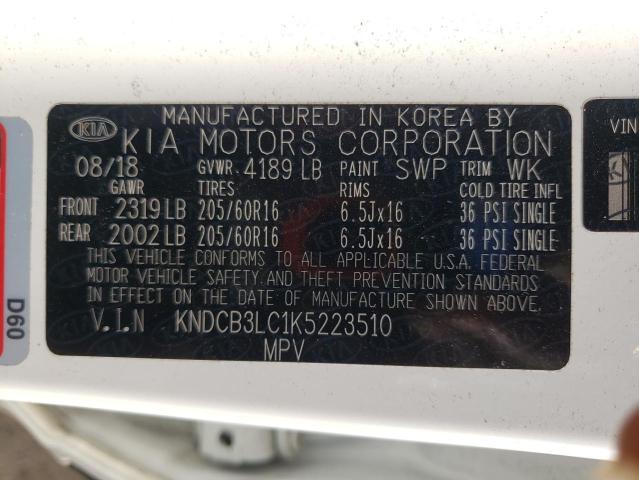 MANUFACTURED IN KOREA BY
KIA KIA MOTORS CORPORATION
08/18 GVWR 4189 LB PAINT SWP TRIM WK
GAWR TIRES RIMS COLD TIRE INFL
FRONT 2319 LB 205/60R16 6.5Jx16 36 PSI SINGLE
REAR 2002 LB 205/60R16 6.5Jx16 36 PSI SINGLE
THIS VEHICLE CONFORMS TO ALL APPLICABLE U.S.A. FEDERAL
MOTOR VEHICLE SAFETY AND THEFT PREVENTION STANDARDS
IN EFFECT ON THE DATE OF MANUFACTURE SHOWN ABOVE.
V.I.N KNDCB3LC1K5223510
MPV
D60
VIN